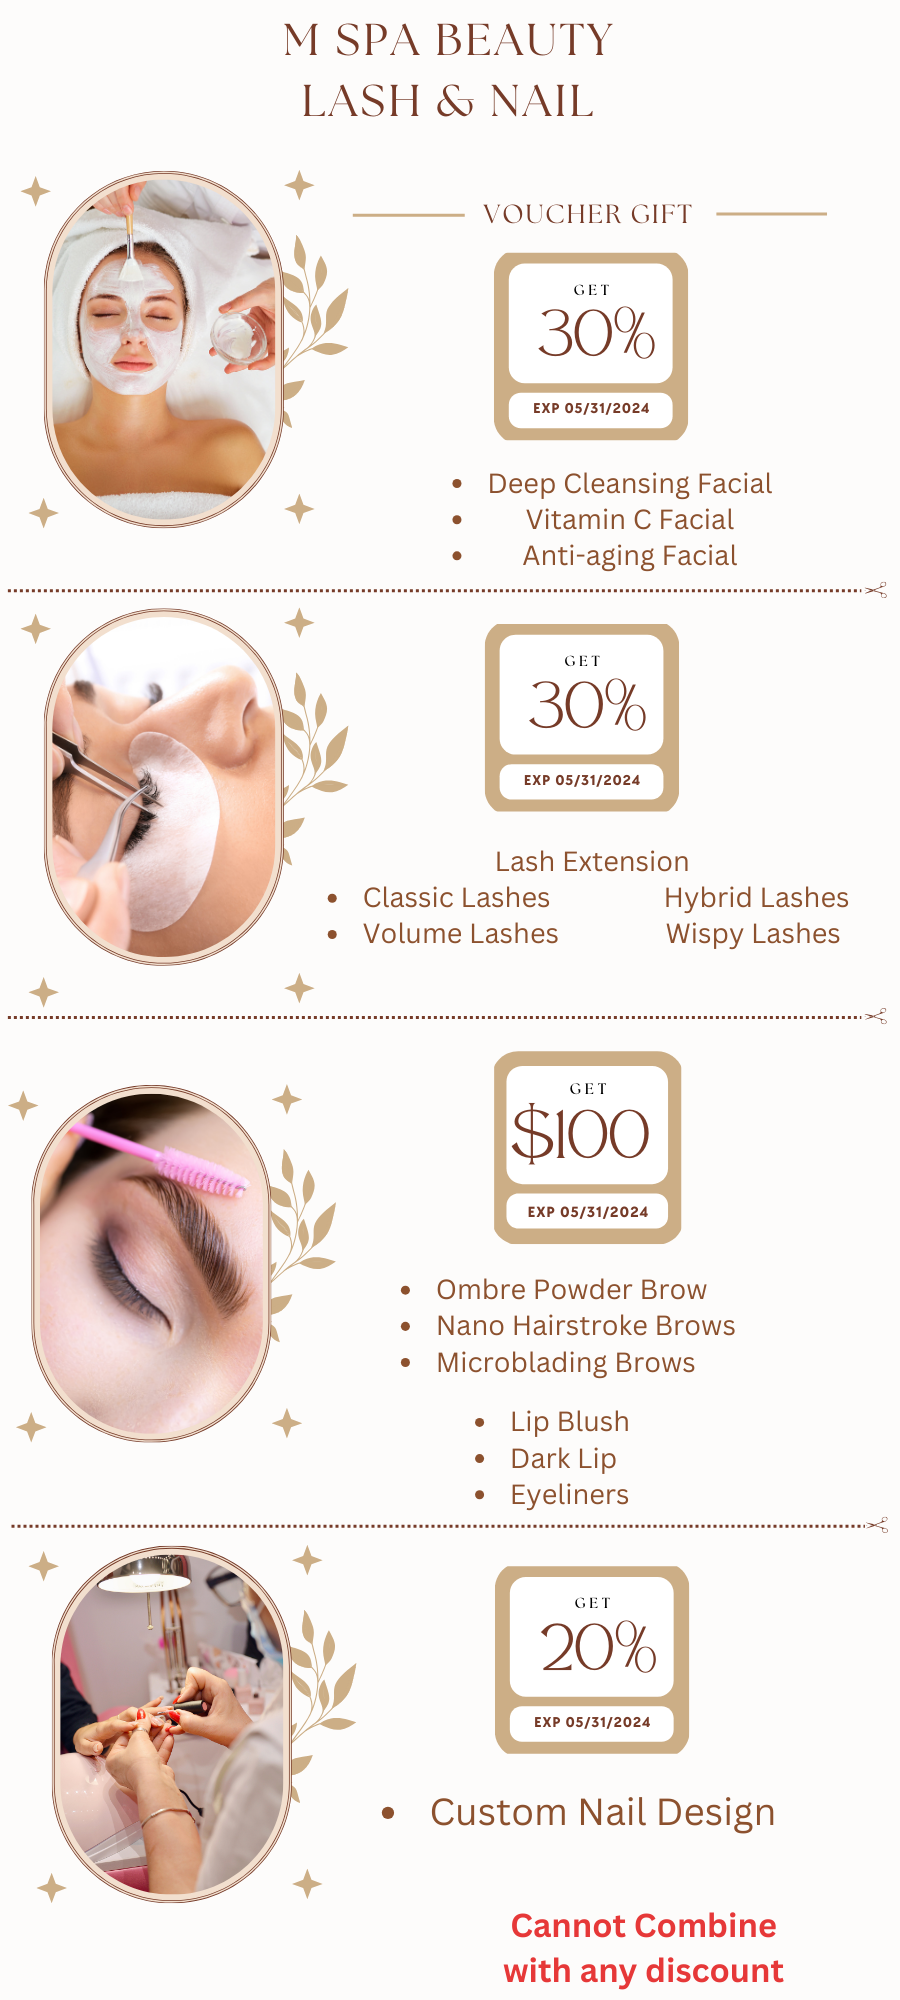 M SPA BEAUTY
LASH & NAIL
VOUCHER GIFT
GET
30%
EXP 05/31/2024
• Deep Cleansing Facial
• Vitamin C Facial
• Anti-aging Facial
GET
30%
EXP 05/31/2024
Lash Extension
• Classic Lashes Hybrid Lashes
• Volume Lashes Wispy Lashes
GET
$100
EXP 05/31/2024
• Ombre Powder Brow
• Nano Hairstroke Brows
• Microblading Brows
• Lip Blush
• Dark Lip
• Eyeliners
GET
20%
EXP 05/31/2024
• Custom Nail Design
Cannot Combine
with any discount